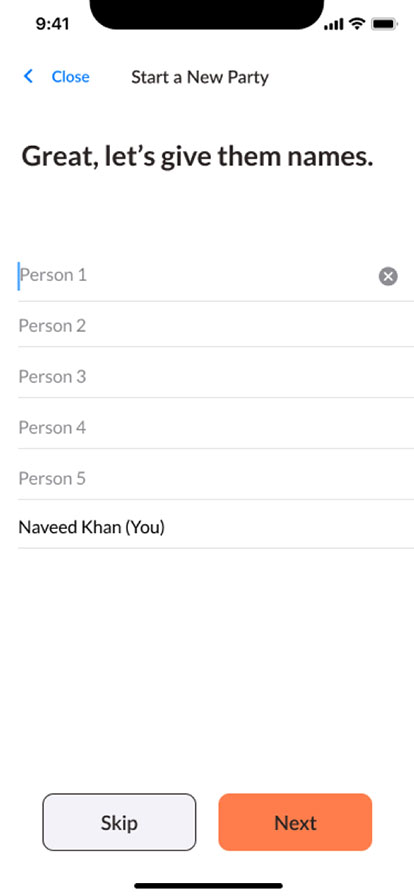 9:41
Close Start a New Party
Great, let’s give them names.
Person 1
Person 2
Person 3
Person 4
Person 5
Naveed Khan (You)
Skip Next